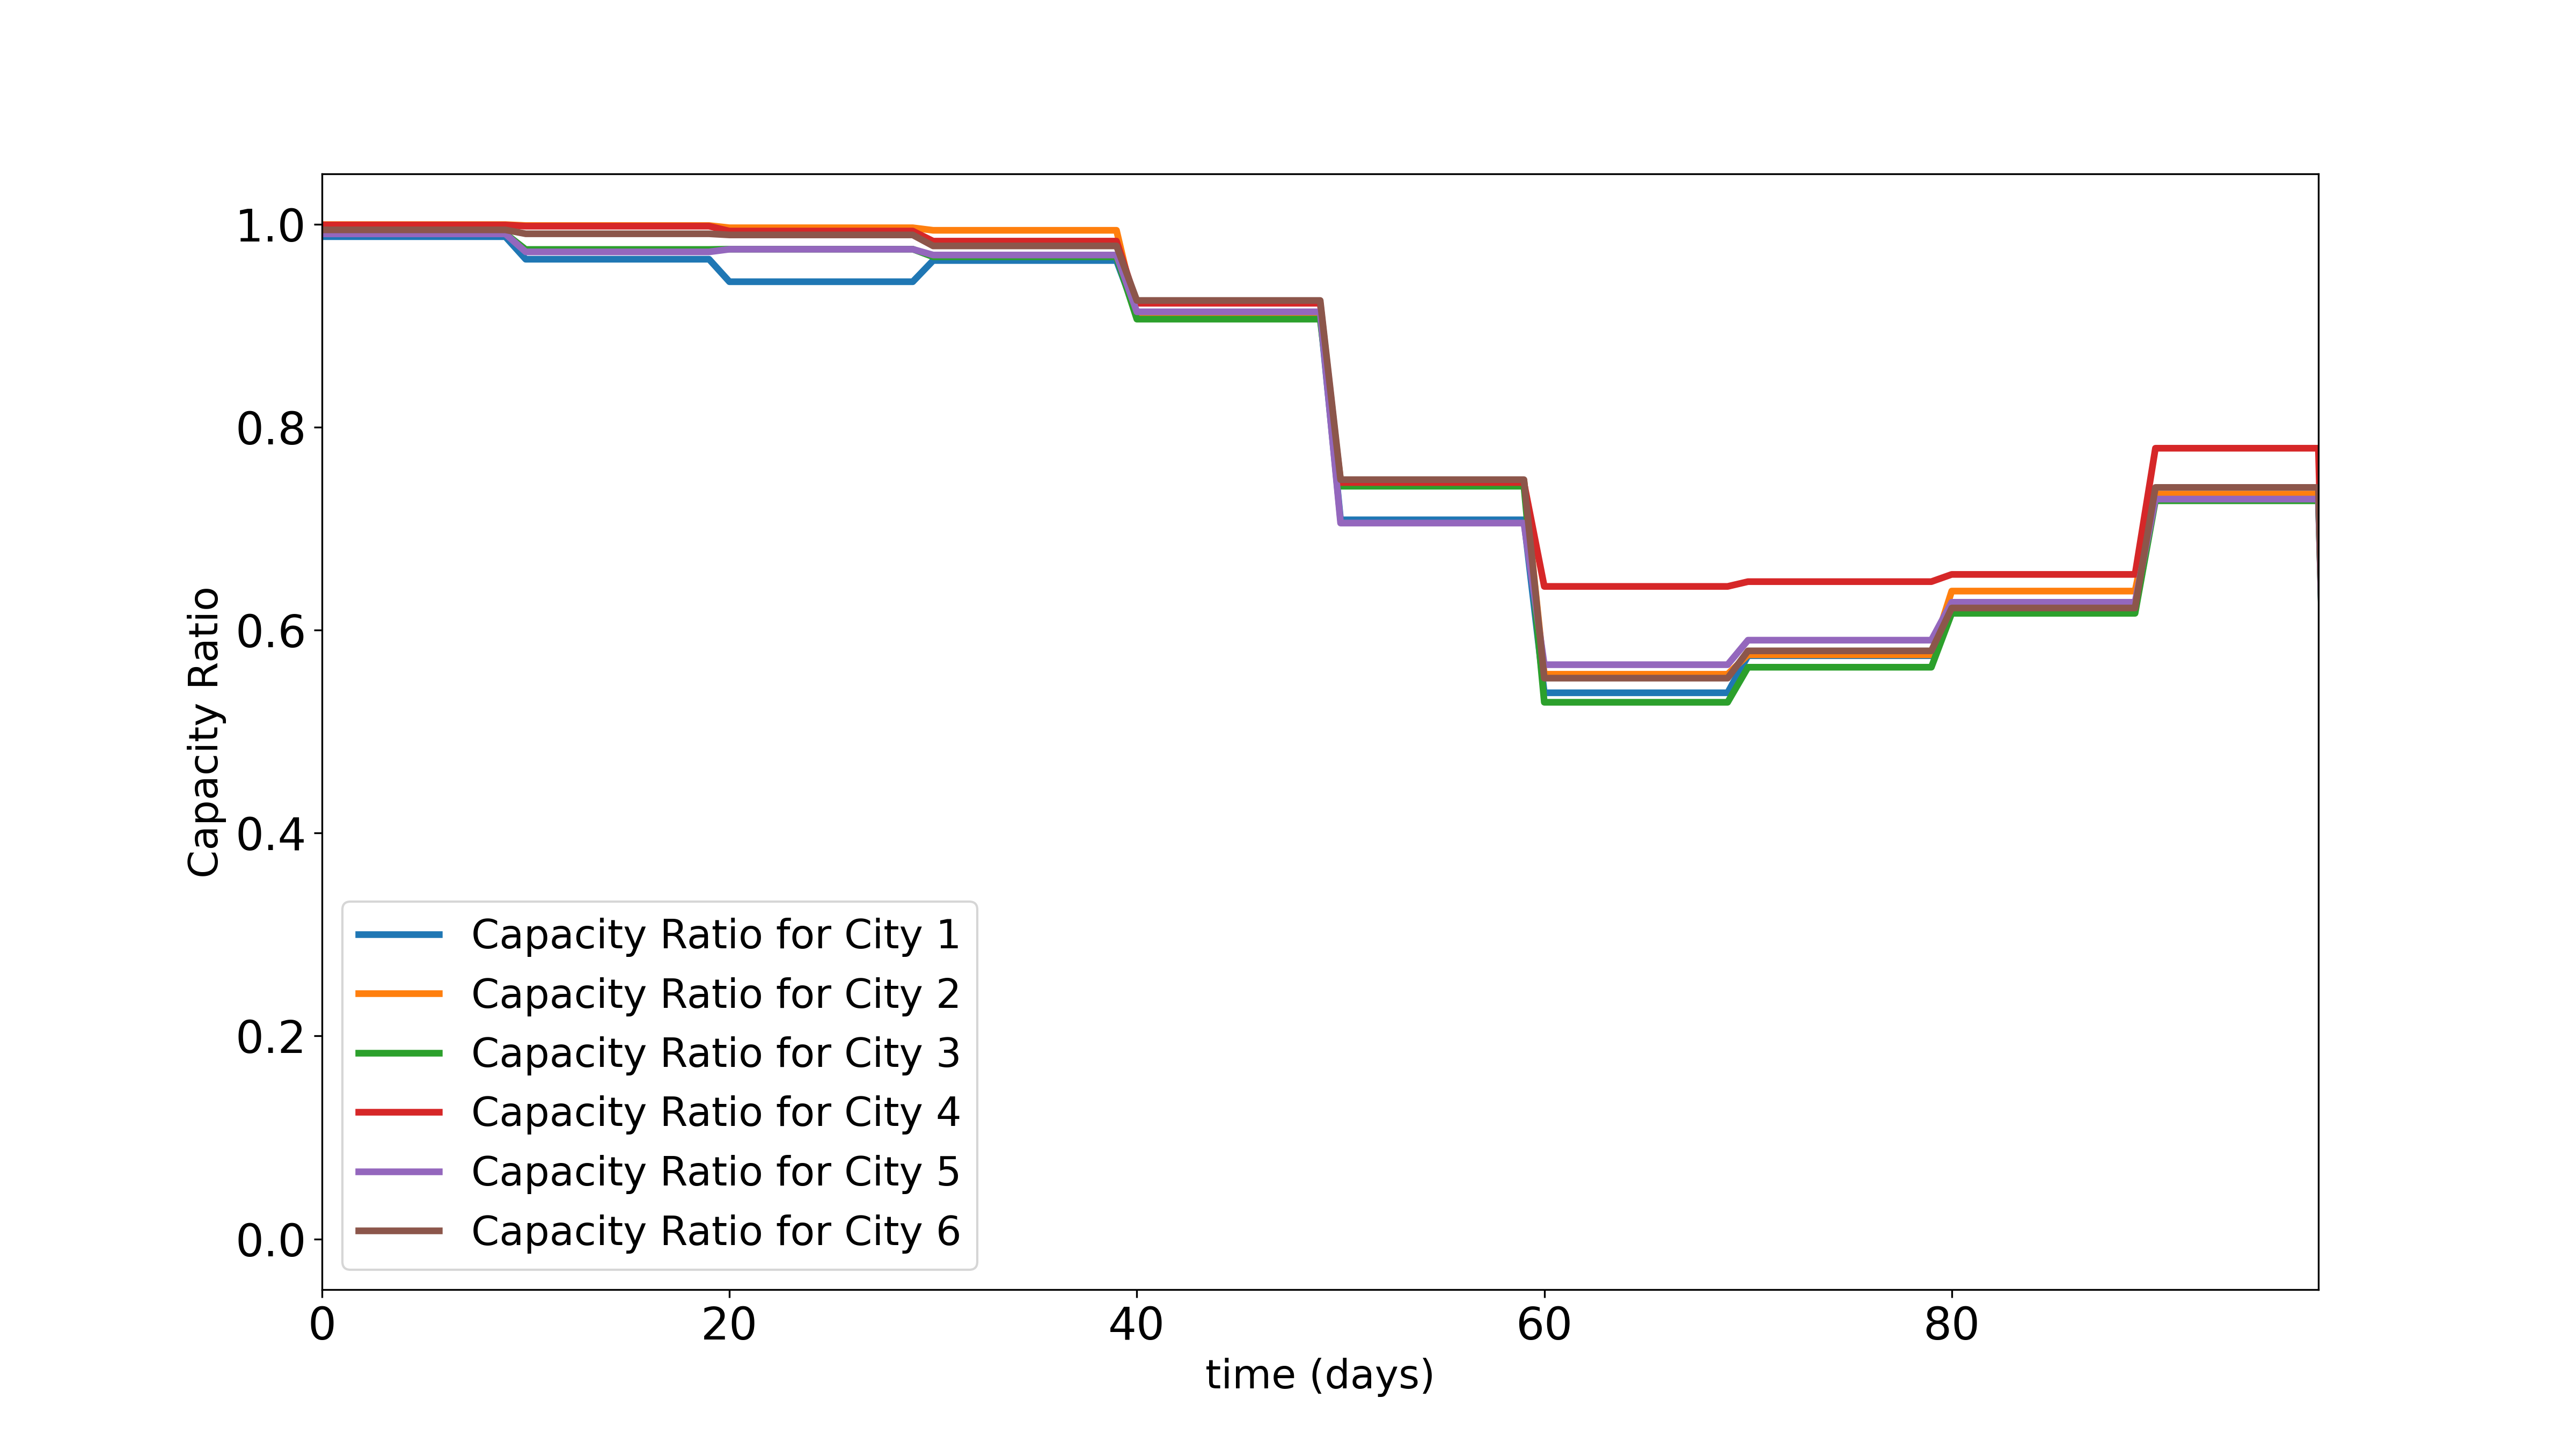 1.0
0.8
0.6
0.4
0.2
0.0
Capacity Ratio
Capacity Ratio for City 1
Capacity Ratio for City 2
Capacity Ratio for City 3
Capacity Ratio for City 4
Capacity Ratio for City 5
Capacity Ratio for City 6
0 20 40 60 80
time (days)